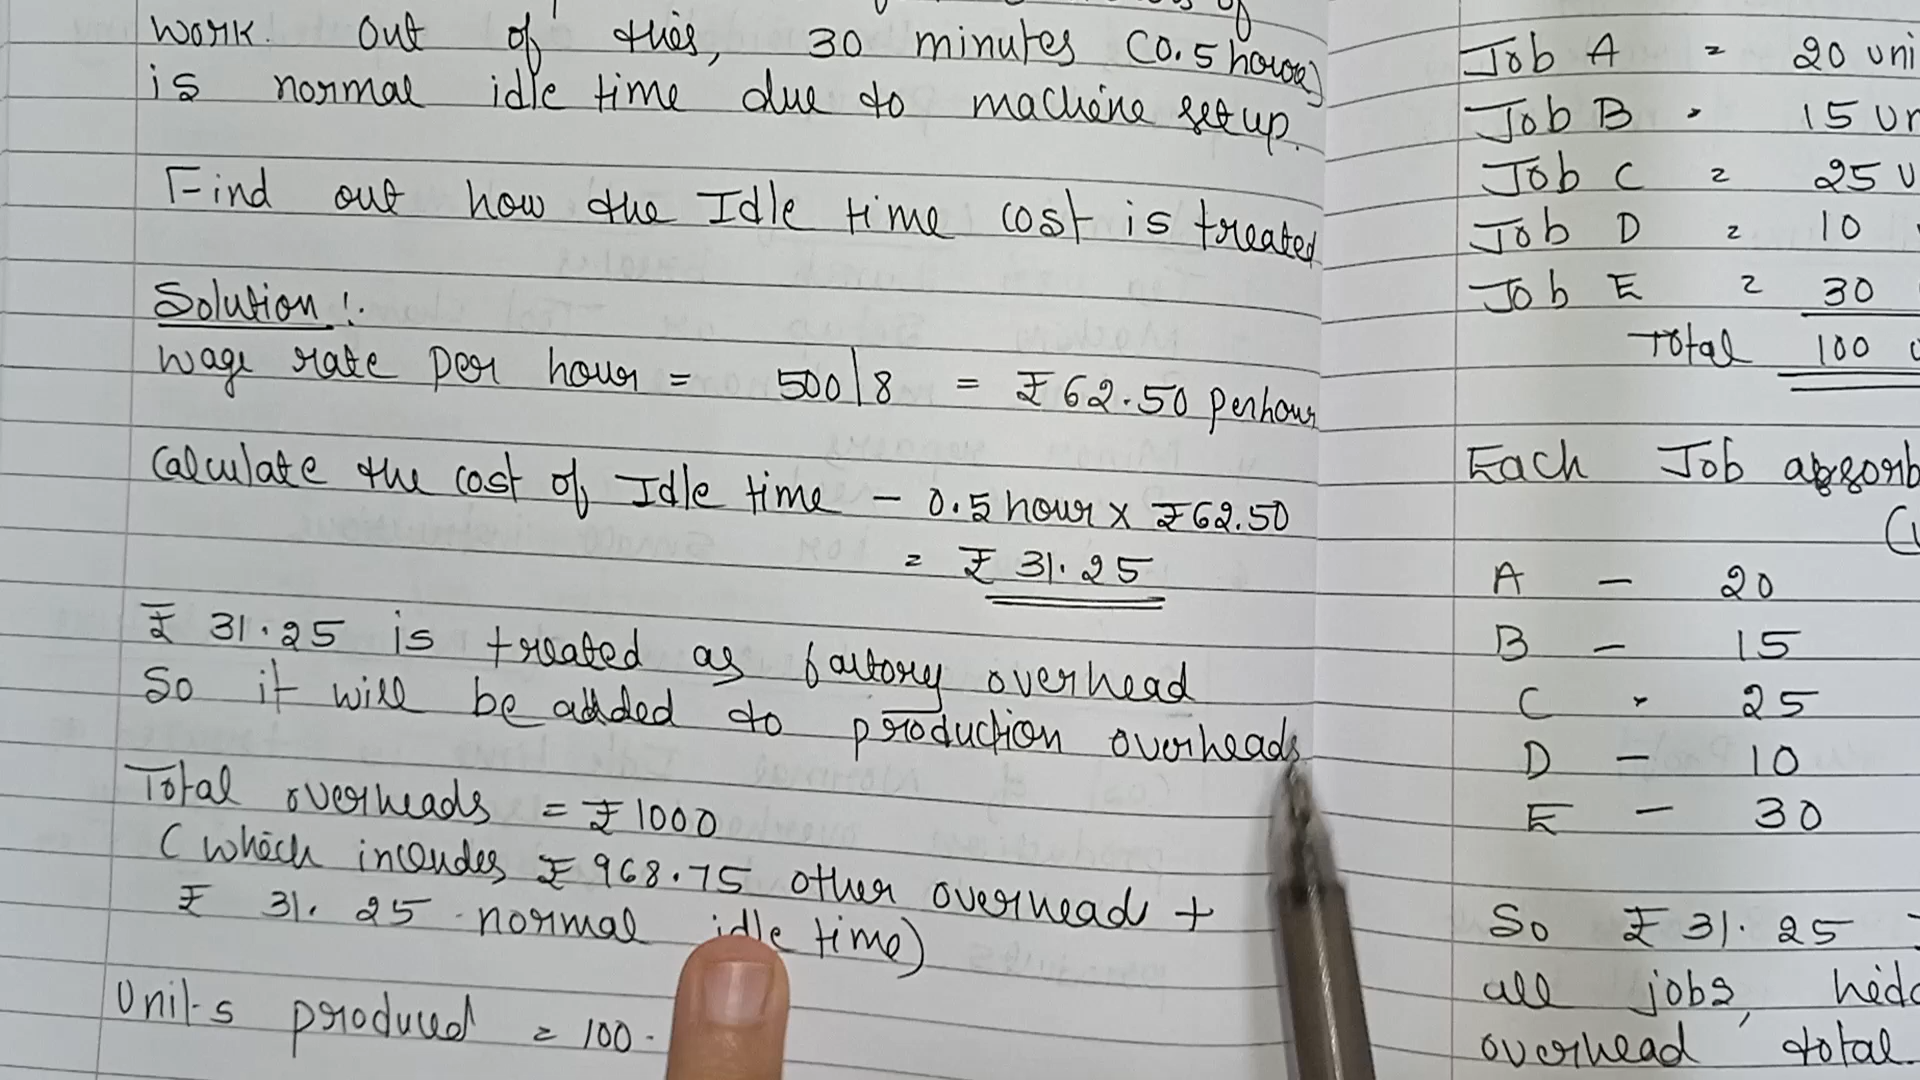 work. Out of this, 30 minutes (0.5 hours)
is normal idle time due to machine setup.
Find out how the Idle time cost is treated
Solution:
wage rate per hour = 500/8 = ₹62.50 per hour
Calculate the cost of Idle time - 0.5 hour x ₹62.50
= ₹ 31.25
₹ 31.25 is treated as factory overhead
So it will be added to production overheads
Total overheads = ₹1000
(which includes ₹968.75 other overhead +
₹ 31.25 normal idle time)
Units produced = 100
Job A = 20 uni
Job B - 15 un
Job C = 25 u
Job D = 10
Job E = 30
Total 100
Each Job absorb
A - 20
B - 15
C - 25
D - 10
E - 30
So ₹31.25
all jobs,
overhead total